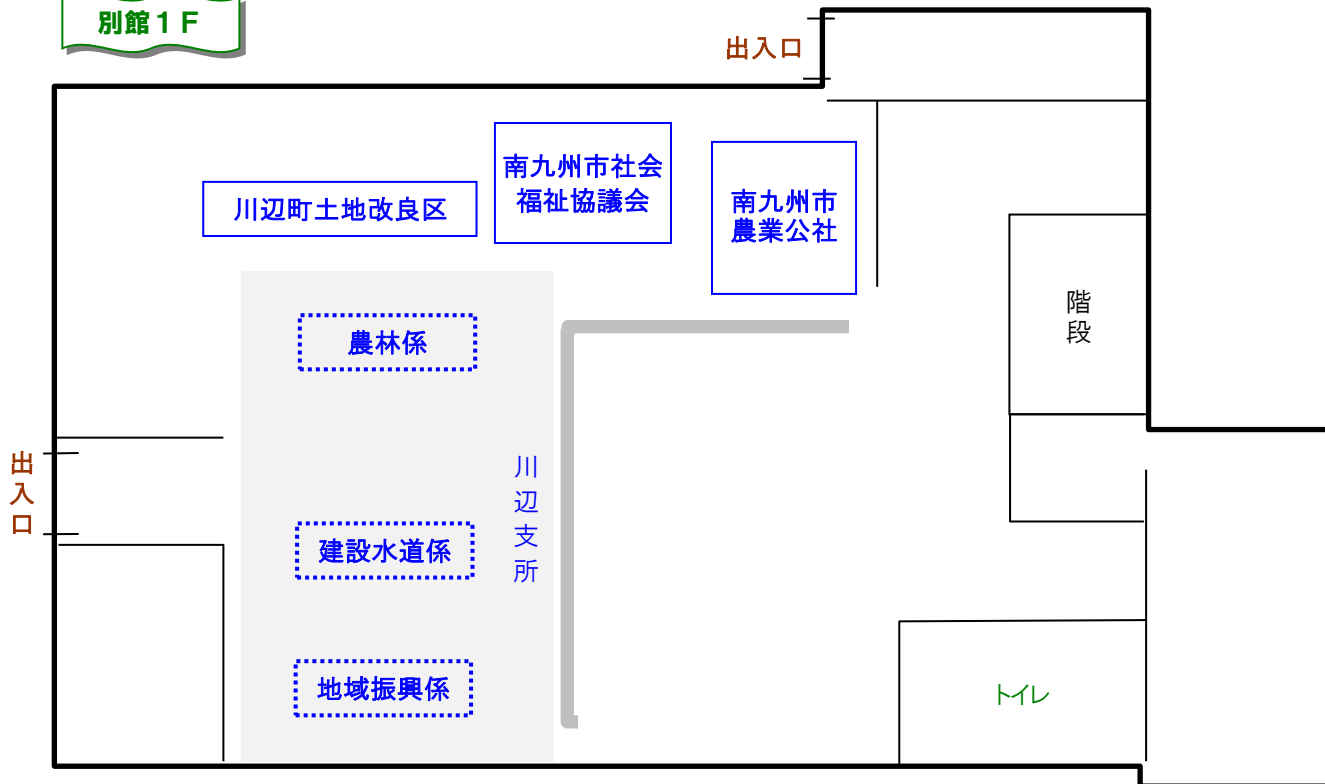 別館１Ｆ
出入口
南九州市社会
福祉協議会
南九州市
農業公社
川辺町土地改良区
階段
農林係
川辺支所
出入口
建設水道係
地域振興係
トイレ